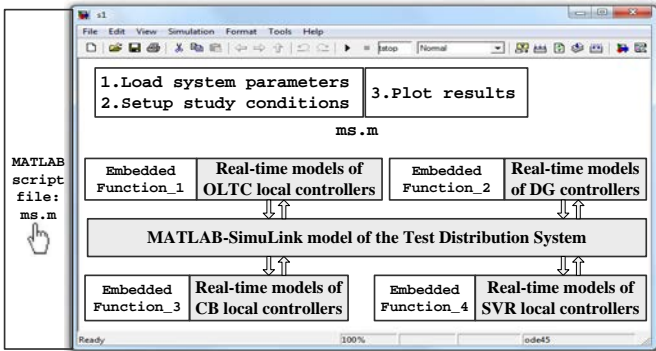 s1
File Edit View Simulation Format Tools Help
tstop Normal
1.Load system parameters
2.Setup study conditions
3.Plot results
ms.m
MATLAB
script
file:
ms.m
Embedded
Function_1
Real-time models of
OLTC local controllers
Embedded
Function_2
Real-time models
of DG controllers
MATLAB-SimuLink model of the Test Distribution System
Embedded
Function_3
Real-time models of
CB local controllers
Embedded
Function_4
Real-time models of
SVR local controllers
Ready 100% ode45